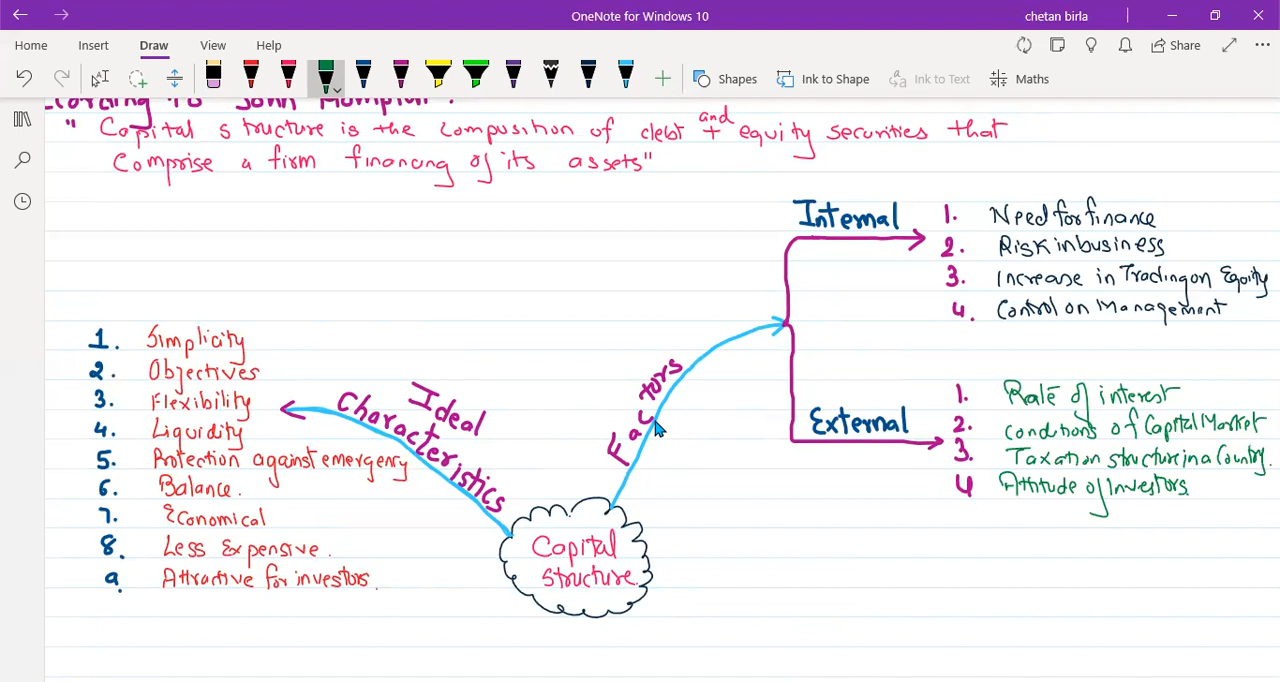 OneNote for Windows 10
chetan birla
Home
Insert
Draw
View
Help
Share
Shapes
Ink to Shape
Ink to Text
Maths
" Capital structure is the composition of debt and + equity securities that
comprise a firm financing of its assets"
Internal
1. Need for finance
2. Risk in business
3. Increase in Trading on Equity
4. Control on Management
1. Simplicity
2. Objectives
3. Flexibility
4. Liquidity
5. Protection against emergency
6. Balance.
7. Economical
8. Less Expensive.
9. Attractive for investors.
Ideal
Characteristics
Factors
External
1. Rate of interest
2. conditions of Capital Market
3. Taxation structure in a Country.
4 Attitude of Investors.
Capital
structure.